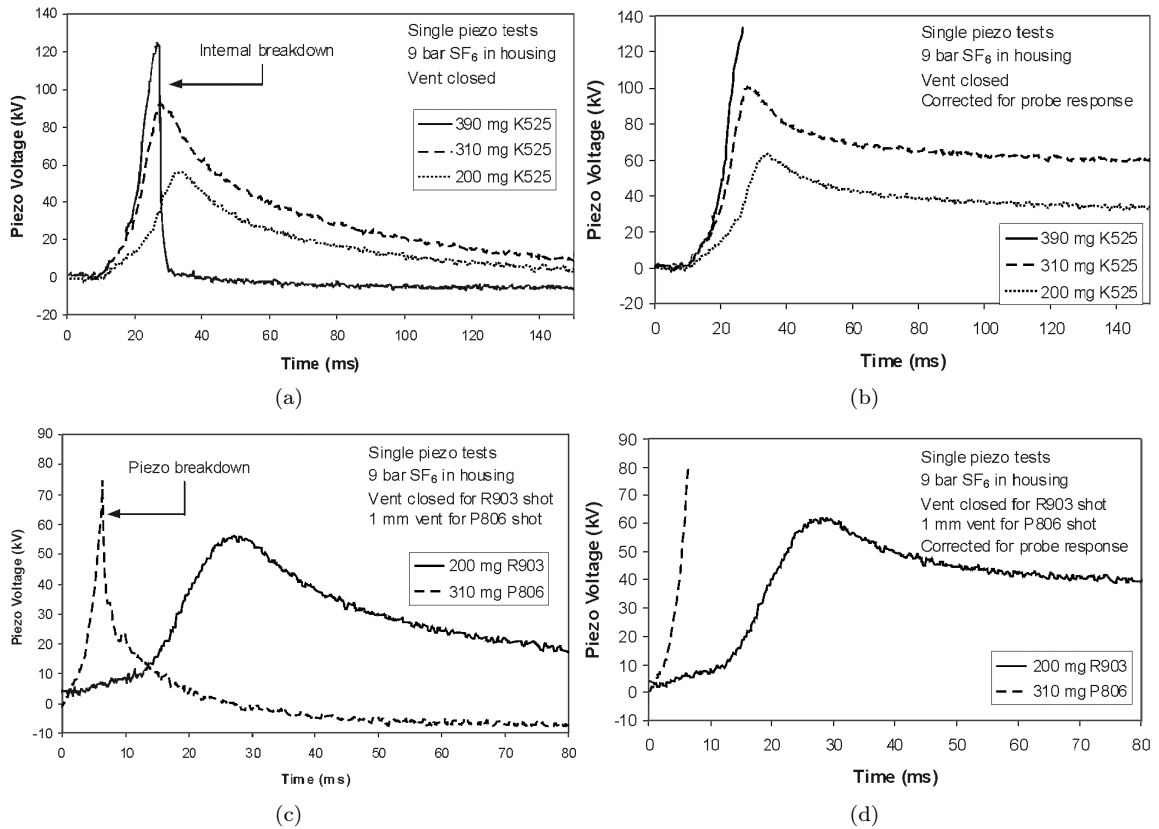 140
120
100
80
60
40
20
0
-20
Piezo Voltage (kV)
Internal breakdown
Single piezo tests
9 bar SF6 in housing
Vent closed
390 mg K525
310 mg K525
200 mg K525
0 20 40 60 80 100 120 140
Time (ms)
(a)
140
120
100
80
60
40
20
0
-20
Piezo Voltage (kV)
Single piezo tests
9 bar SF6 in housing
Vent closed
Corrected for probe response
390 mg K525
310 mg K525
200 mg K525
0 20 40 60 80 100 120 140
Time (ms)
(b)
90
80
70
60
50
40
30
20
10
0
-10
Piezo Voltage (kV)
Piezo breakdown
Single piezo tests
9 bar SF6 in housing
Vent closed for R903 shot
1 mm vent for P806 shot
200 mg R903
310 mg P806
0 10 20 30 40 50 60 70 80
Time (ms)
(c)
90
80
70
60
50
40
30
20
10
0
-10
Piezo Voltage (kV)
Single piezo tests
9 bar SF6 in housing
Vent closed for R903 shot
1 mm vent for P806 shot
Corrected for probe response
200 mg R903
310 mg P806
0 10 20 30 40 50 60 70 80
Time (ms)
(d)